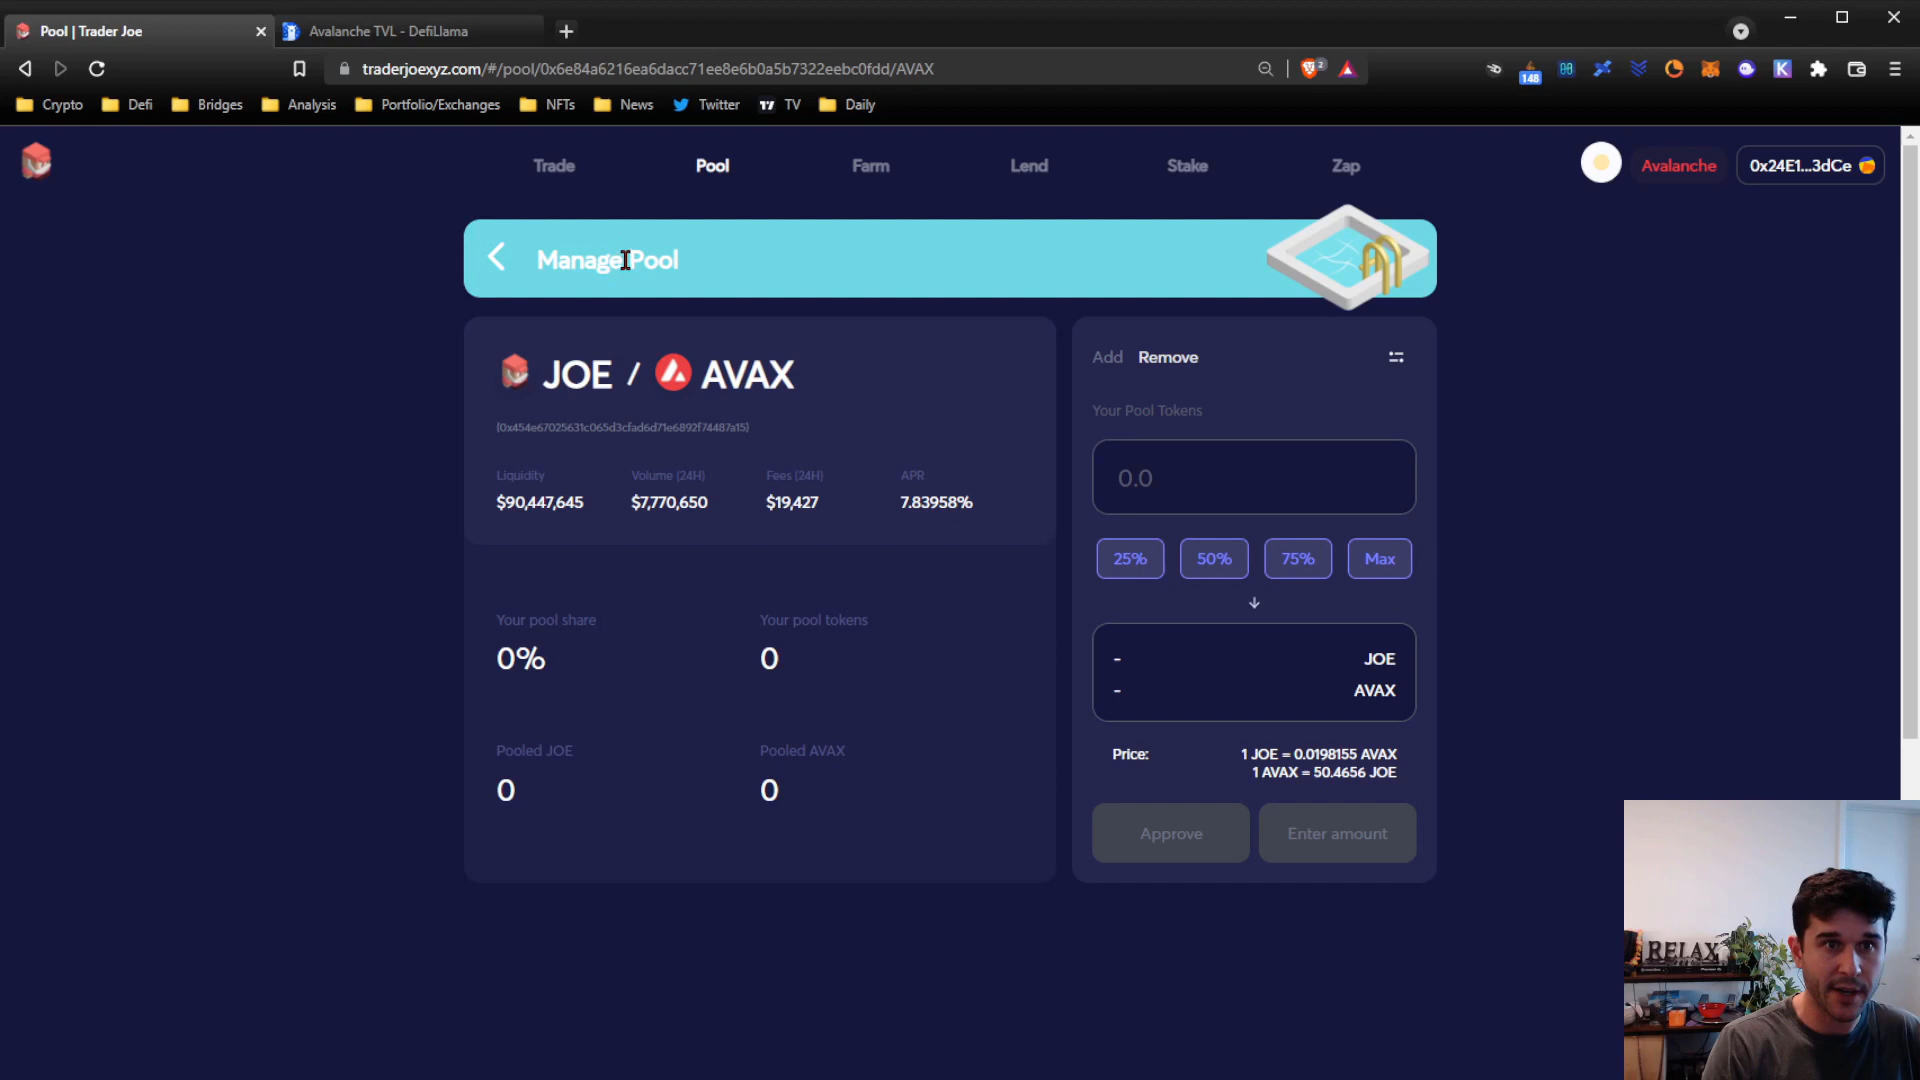 Pool | Trader Joe
Avalanche TVL - DefiLlama
traderjoexyz.com/#/pool/0x6e84a6216ea6dacc71ee8e6b0a5b7322eebc0fdd/AVAX
2
148
Crypto
Defi
Bridges
Analysis
Portfolio/Exchanges
NFTs
News
Twitter
TV
Daily
Trade
Pool
Farm
Lend
Stake
Zap
Avalanche
0x24E1...3dCe
Manage Pool
JOE / AVAX
(0x454e67025631c065d3cfad6d71e6892f74487a15)
Liquidity
Volume (24H)
Fees (24H)
APR
$90,447,645
$7,770,650
$19,427
7.83958%
Your pool share
Your pool tokens
0%
0
Pooled JOE
Pooled AVAX
0
0
Add
Remove
Your Pool Tokens
0.0
25%
50%
75%
Max
- JOE
- AVAX
Price:
1 JOE = 0.0198155 AVAX
1 AVAX = 50.4656 JOE
Approve
Enter amount
RELAX